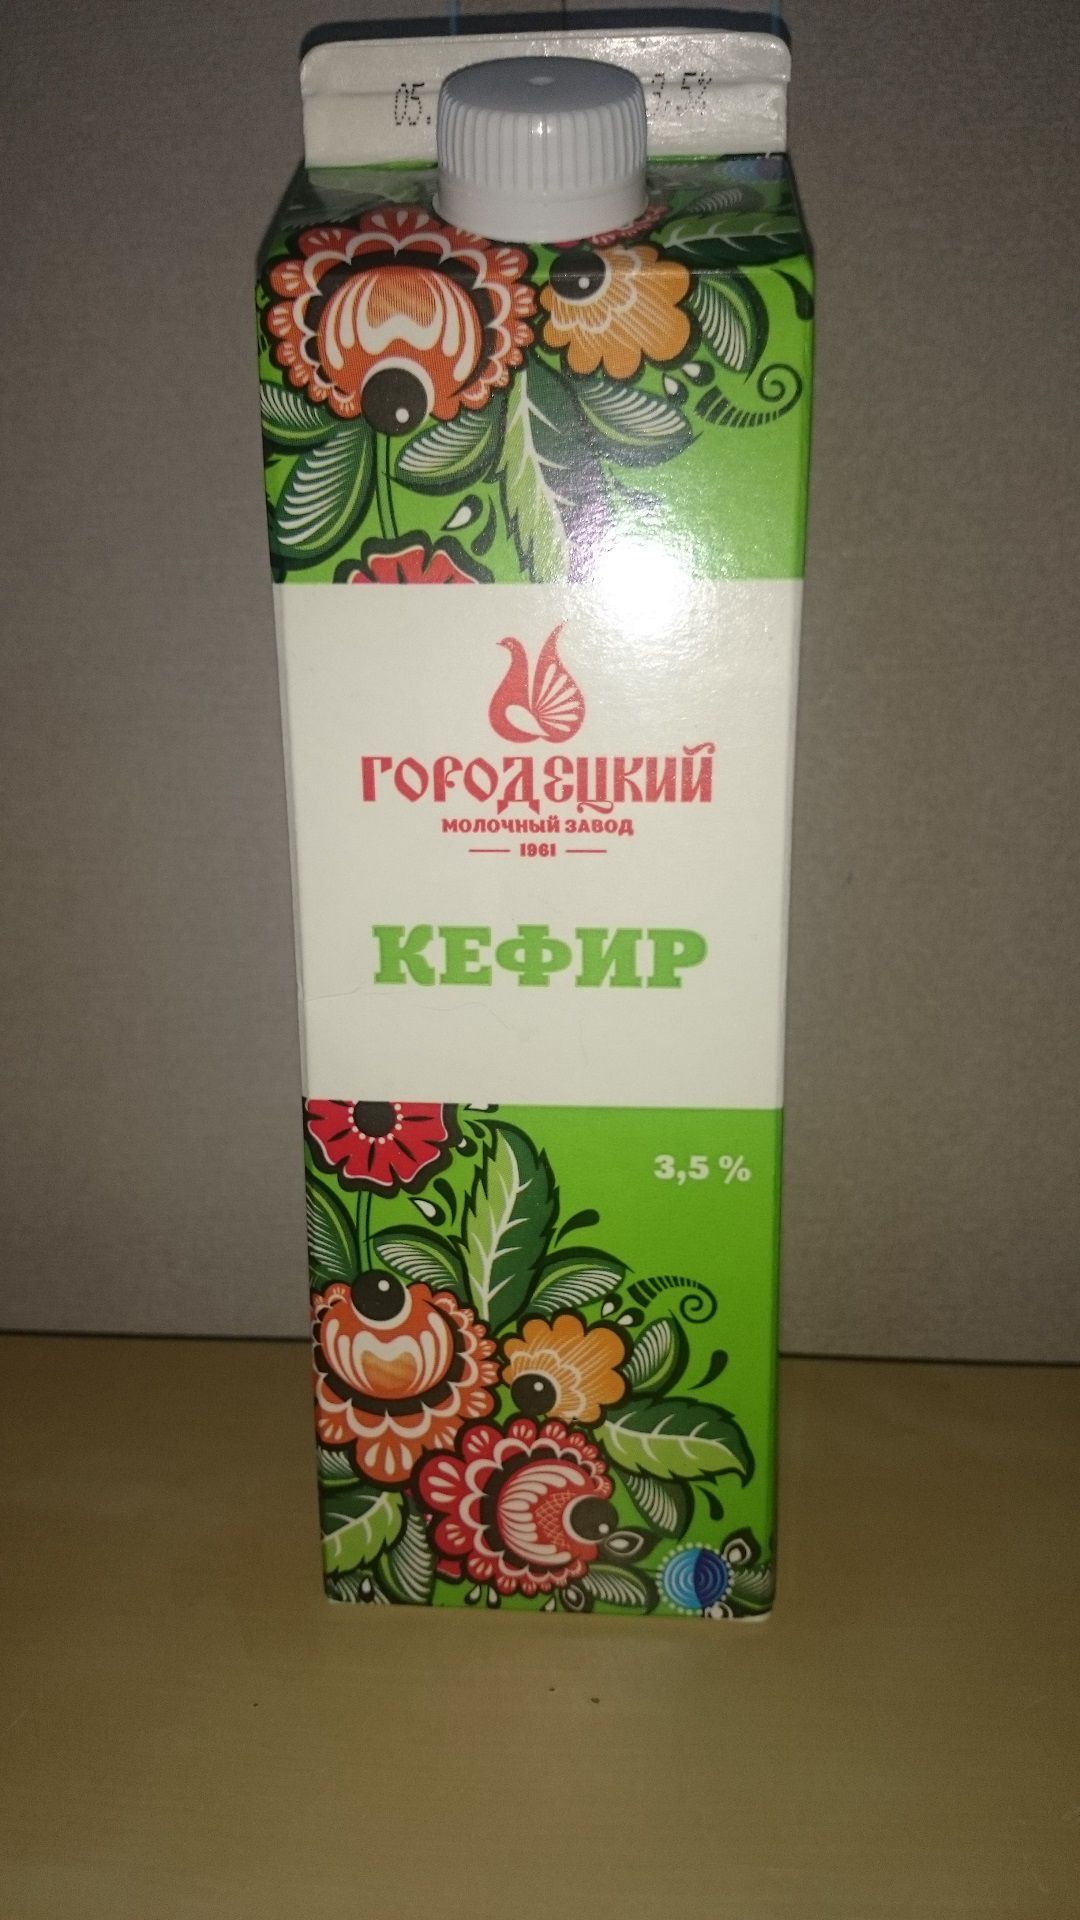 05.
3,5%
ГОРОДЕЦКИЙ
МОЛОЧНЫЙ ЗАВОД
1961
КЕФИР
3,5 %